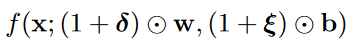 f(x; (1 + δ) ⊙ w, (1 + ξ) ⊙ b)